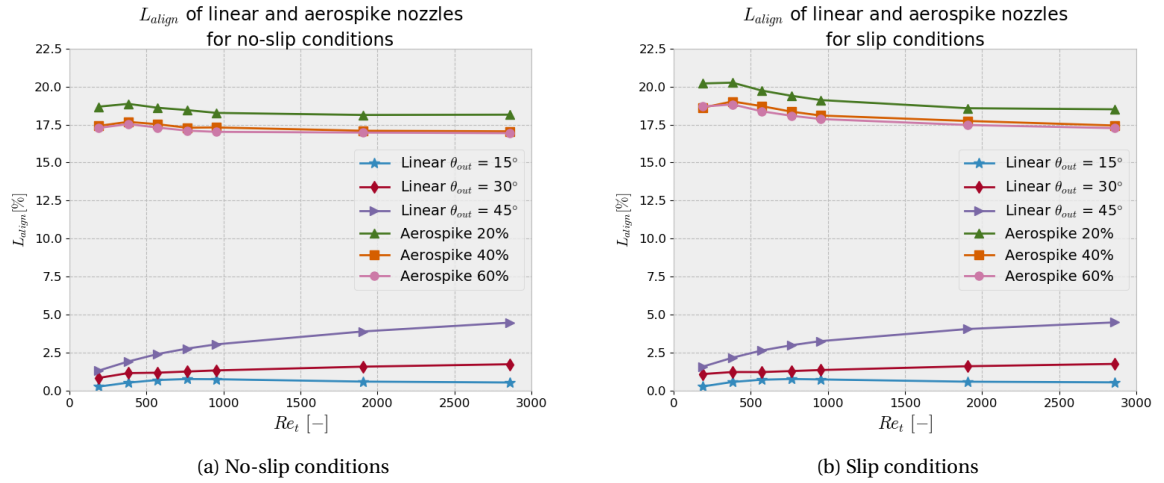 L_align of linear and aerospike nozzles
for no-slip conditions
22.5
20.0
17.5
15.0
12.5
10.0
7.5
5.0
2.5
0.0
L_align[%]
Linear θ_out = 15°
Linear θ_out = 30°
Linear θ_out = 45°
Aerospike 20%
Aerospike 40%
Aerospike 60%
0 500 1000 1500 2000 2500 3000
Re_t [−]
(a) No-slip conditions
L_align of linear and aerospike nozzles
for slip conditions
22.5
20.0
17.5
15.0
12.5
10.0
7.5
5.0
2.5
0.0
L_align[%]
Linear θ_out = 15°
Linear θ_out = 30°
Linear θ_out = 45°
Aerospike 20%
Aerospike 40%
Aerospike 60%
0 500 1000 1500 2000 2500 3000
Re_t [−]
(b) Slip conditions